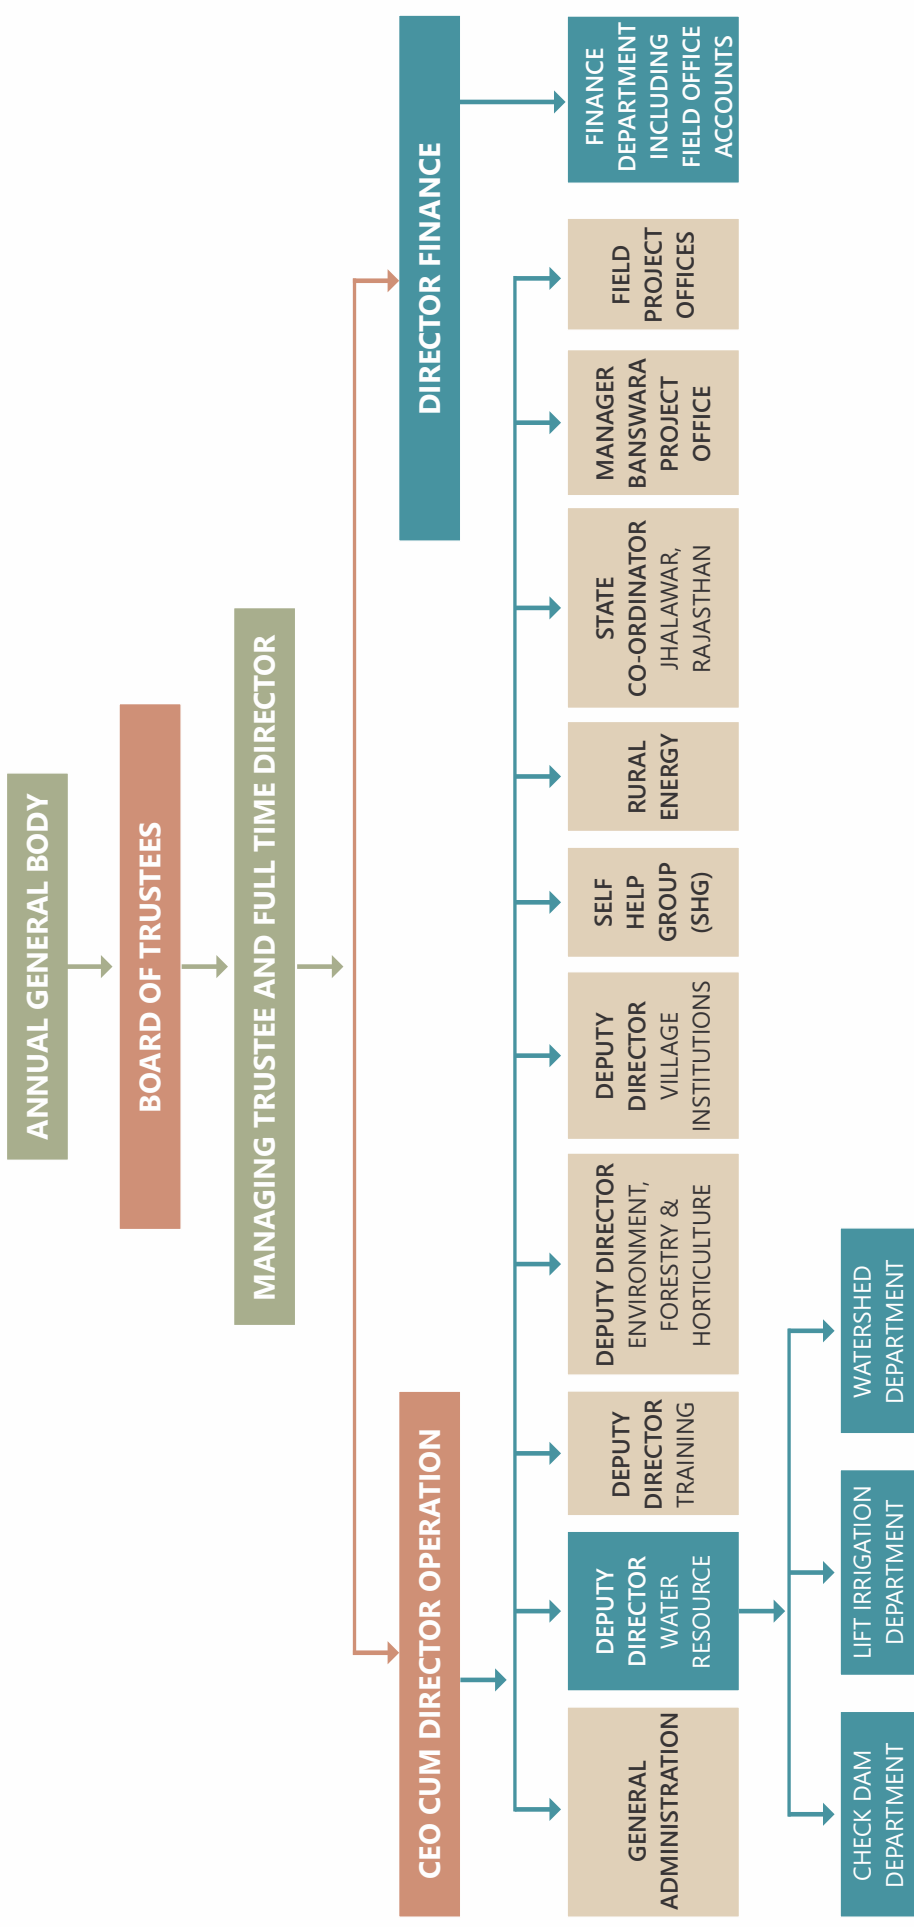 ANNUAL GENERAL BODY
BOARD OF TRUSTEES
MANAGING TRUSTEE AND FULL TIME DIRECTOR
CEO CUM DIRECTOR OPERATION
DIRECTOR FINANCE
GENERAL
ADMINISTRATION
DEPUTY
DIRECTOR
WATER
RESOURCE
DEPUTY
DIRECTOR
TRAINING
DEPUTY DIRECTOR
ENVIRONMENT,
FORESTRY &
HORTICULTURE
DEPUTY
DIRECTOR
VILLAGE
INSTITUTIONS
SELF
HELP
GROUP
(SHG)
RURAL
ENERGY
STATE
CO-ORDINATOR
JHALAWAR,
RAJASTHAN
MANAGER
BANSWARA
PROJECT
OFFICE
FIELD
PROJECT
OFFICES
FINANCE
DEPARTMENT
INCLUDING
FIELD OFFICE
ACCOUNTS
CHECK DAM
DEPARTMENT
LIFT IRRIGATION
DEPARTMENT
WATERSHED
DEPARTMENT